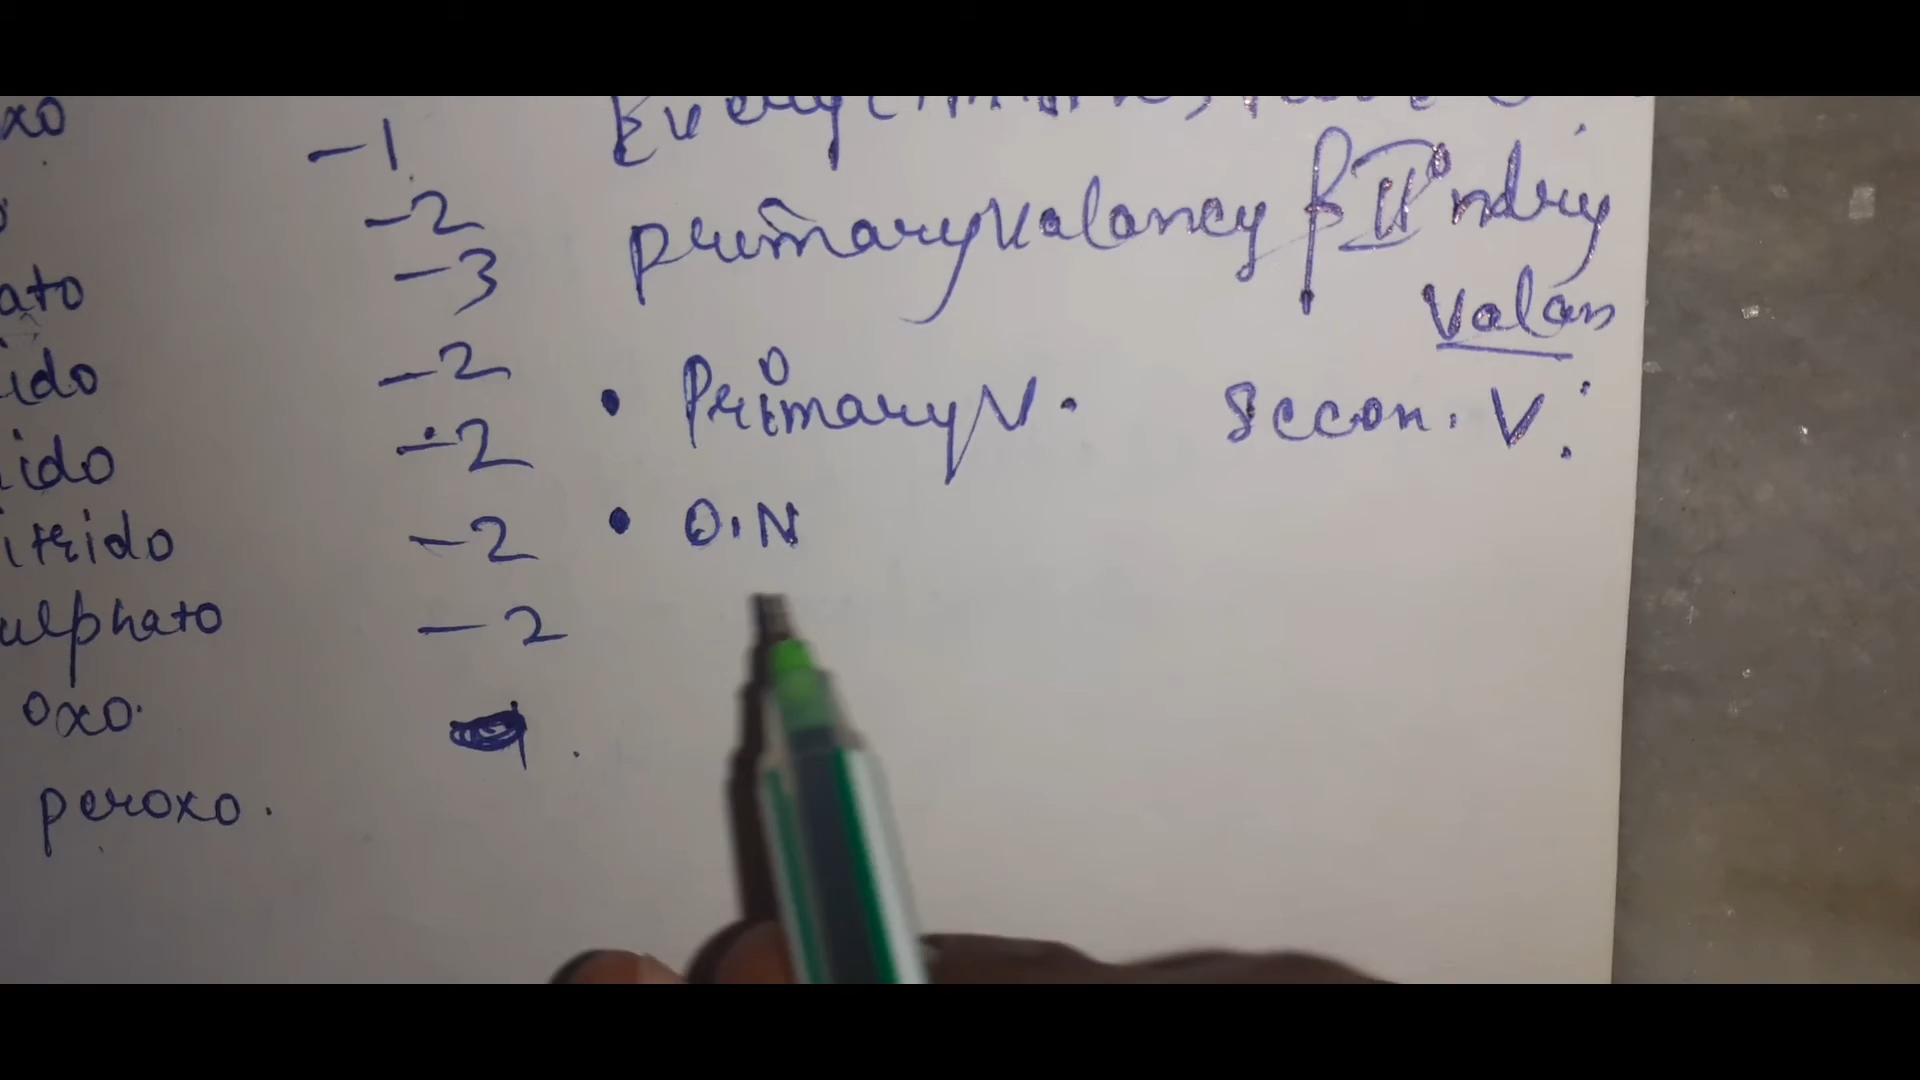 xo
-1
primary valancy & IIndry
-2
valan
ato
-3
ido
-2
• Primary V. Secon. V:
ido
-2
• O.N
itrido
-2
ulphato
-2
oxo.
peroxo.